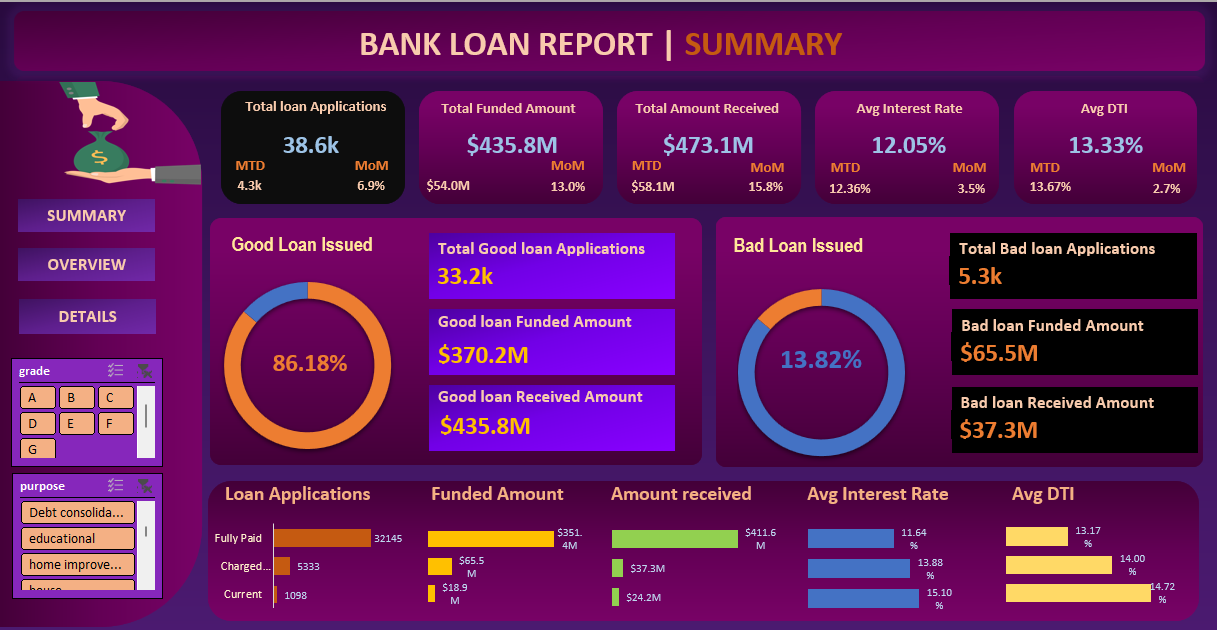 BANK LOAN REPORT | SUMMARY
Total loan Applications
38.6k
MTD MoM
4.3k 6.9%
Total Funded Amount
$435.8M
MoM
$54.0M 13.0%
Total Amount Received
$473.1M
MTD MoM
$58.1M 15.8%
Avg Interest Rate
12.05%
MTD MoM
12.36% 3.5%
Avg DTI
13.33%
MTD MoM
13.67% 2.7%
$
SUMMARY
OVERVIEW
DETAILS
grade
A B C
D E F
G
purpose
Debt consolida...
educational
home improve...
house
Good Loan Issued
86.18%
Total Good loan Applications
33.2k
Good loan Funded Amount
$370.2M
Good loan Received Amount
$435.8M
Bad Loan Issued
13.82%
Total Bad loan Applications
5.3k
Bad loan Funded Amount
$65.5M
Bad loan Received Amount
$37.3M
Loan Applications
Fully Paid 32145
Charged... 5333
Current 1098
Funded Amount
$351.
4M
$65.5
M
$18.9
M
Amount received
$411.6
M
$37.3M
$24.2M
Avg Interest Rate
11.64
%
13.88
%
15.10
%
Avg DTI
13.17
%
14.00
%
14.72
%